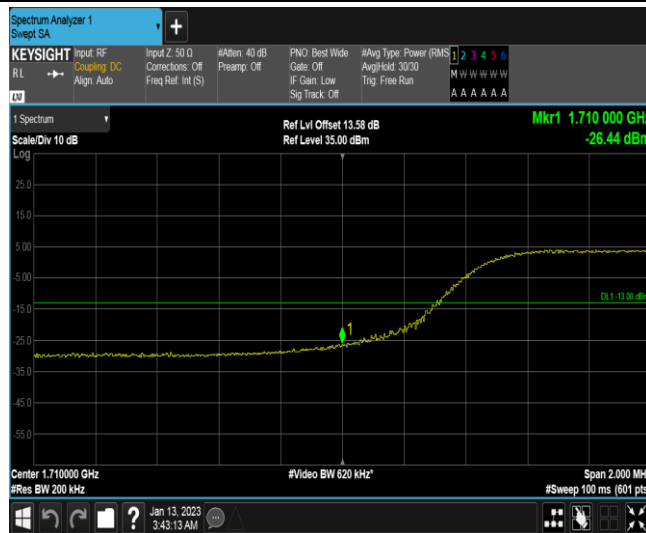 Spectrum Analyzer 1
Swept SA
KEYSIGHT
RL
Input: RF
Coupling: DC
Align: Auto
Input Z: 50 Ω
Corrections: Off
Freq Ref: Int (S)
#Atten: 40 dB
Preamp: Off
PNO: Best Wide
Gate: Off
IF Gain: Low
Sig Track: Off
#Avg Type: Power (RMS
Avg|Hold: 30/30
Trig: Free Run
1 2 3 4 5 6
M W W W W W
A A A A A A
1 Spectrum
Scale/Div 10 dB
Ref Lvl Offset 13.58 dB
Ref Level 35.00 dBm
Mkr1 1.710 000 GHz
-26.44 dBm
Log
25.0
15.0
5.00
-5.00
DL1 -13.00 dBm
-15.0
1
-25.0
-35.0
-45.0
-55.0
Center 1.710000 GHz
#Video BW 620 kHz*
Span 2.000 MH
#Res BW 200 kHz
#Sweep 100 ms (601 pts
Jan 13, 2023
3:43:13 AM